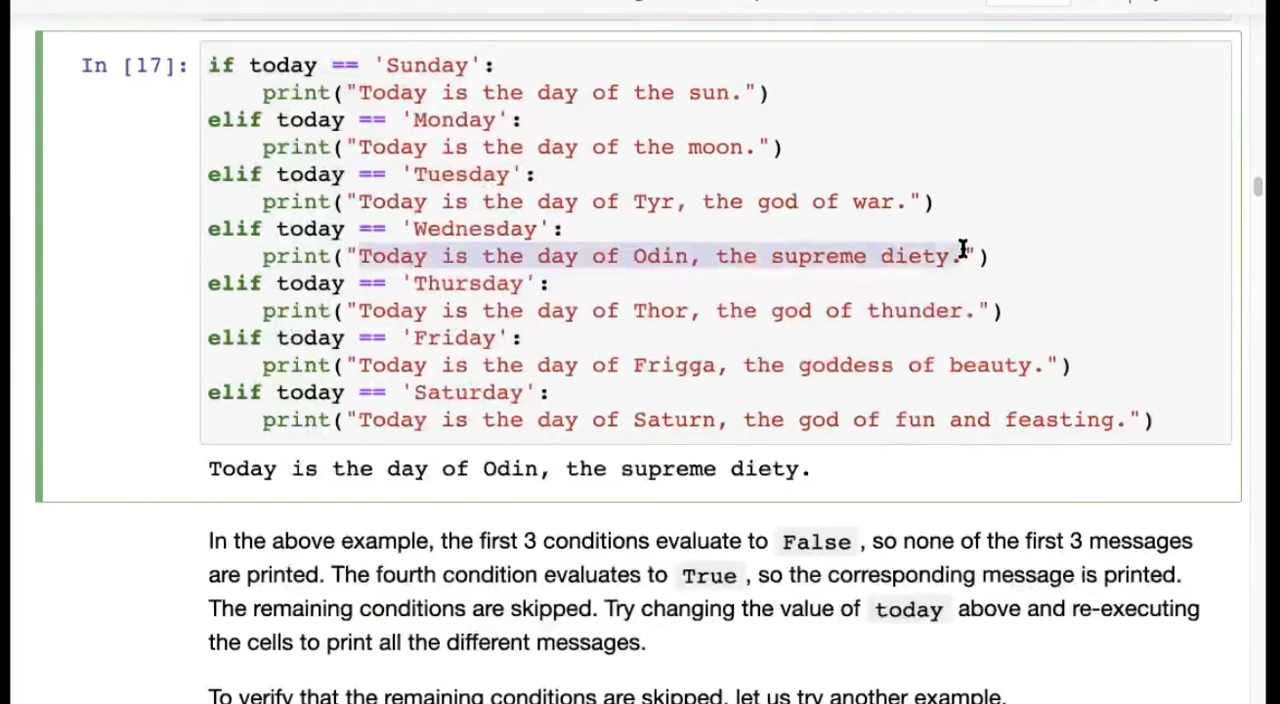 In [17]: if today == 'Sunday':
    print("Today is the day of the sun.")
elif today == 'Monday':
    print("Today is the day of the moon.")
elif today == 'Tuesday':
    print("Today is the day of Tyr, the god of war.")
elif today == 'Wednesday':
    print("Today is the day of Odin, the supreme diety.")
elif today == 'Thursday':
    print("Today is the day of Thor, the god of thunder.")
elif today == 'Friday':
    print("Today is the day of Frigga, the goddess of beauty.")
elif today == 'Saturday':
    print("Today is the day of Saturn, the god of fun and feasting.")
Today is the day of Odin, the supreme diety.
In the above example, the first 3 conditions evaluate to False , so none of the first 3 messages
are printed. The fourth condition evaluates to True , so the corresponding message is printed.
The remaining conditions are skipped. Try changing the value of today above and re-executing
the cells to print all the different messages.
To verify that the remaining conditions are skipped, let us try another example.